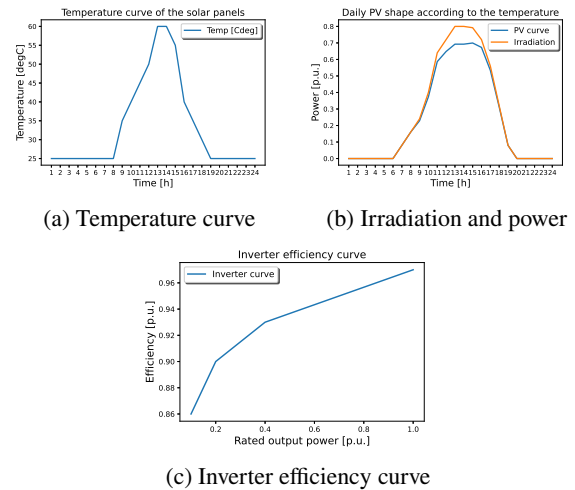 Temperature curve of the solar panels
Temperature [degC]
60
55
50
45
40
35
30
25
Temp [Cdeg]
1 2 3 4 5 6 7 8 9 10 11 12 13 14 15 16 17 18 19 20 21 22 23 24
Time [h]
(a) Temperature curve
Daily PV shape according to the temperature
Power [p.u.]
0.8
0.7
0.6
0.5
0.4
0.3
0.2
0.1
0.0
PV curve
Irradiation
1 2 3 4 5 6 7 8 9 10 11 12 13 14 15 16 17 18 19 20 21 22 23 24
Time [h]
(b) Irradiation and power
Inverter efficiency curve
Efficiency [p.u.]
0.96
0.94
0.92
0.90
0.88
0.86
Inverter curve
0.2 0.4 0.6 0.8 1.0
Rated output power [p.u.]
(c) Inverter efficiency curve